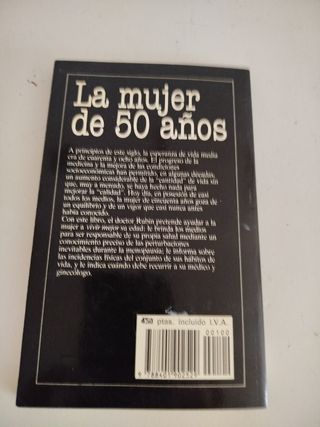 La mujer
de 50 años
A principios de este siglo, la esperanza de vida media
era de cuarenta y ocho años. El progreso de la
medicina y la mejora de las condiciones
socioeconómicas han permitido, en algunas décadas,
un aumento considerable de la "cantidad" de vida sin
que, muy a menudo, se haya hecho nada para
mejorar la "calidad". Hoy, en posesión de casi
todos los medios, la mujer de cincuenta años goza de
un equilibrio y de un vigor que casi nunca antes
había conocido.
Con este libro, el doctor Rubin pretende ayudar a la
mujer a vivir mejor su edad: le brinda los medios
para ser responsable de su propia salud mediante un
conocimiento preciso de las perturbaciones
inevitables durante la menopausia; le informa sobre
las incidencias físicas del conjunto de sus hábitos de
vida, y le indica cuándo debe recurrir a su médico y
ginecólogo.
ptas. incluido I.V.A.
00100